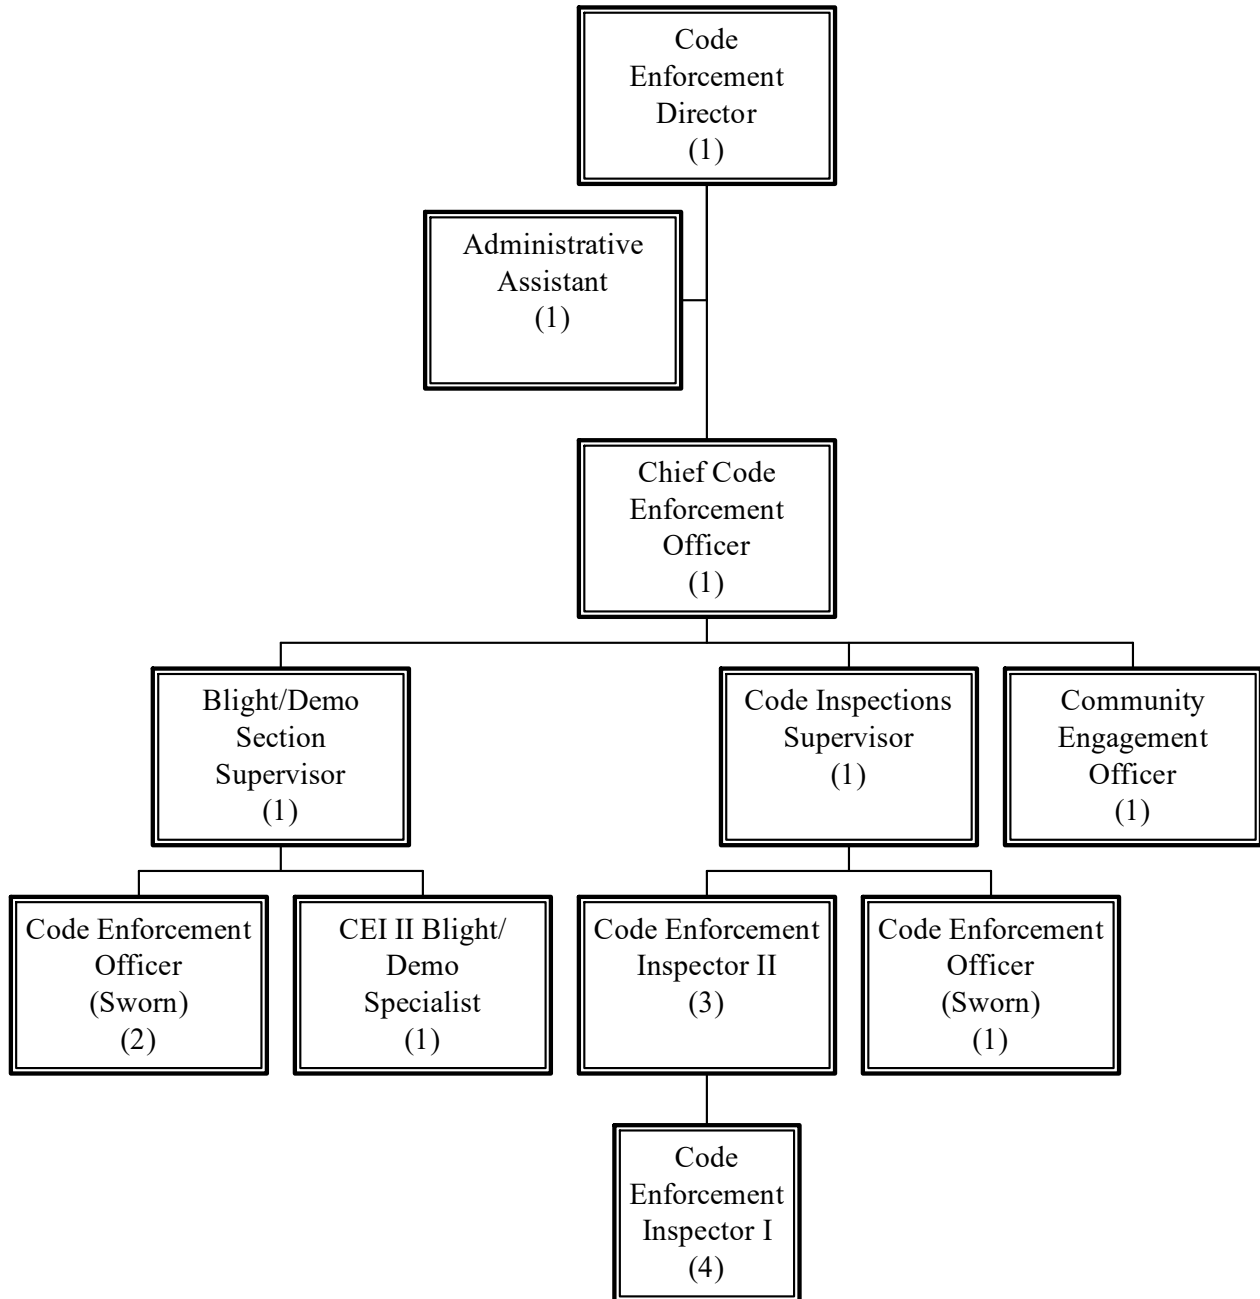 Code
Enforcement
Director
(1)
Administrative
Assistant
(1)
Chief Code
Enforcement
Officer
(1)
Blight/Demo
Section
Supervisor
(1)
Code Inspections
Supervisor
(1)
Community
Engagement
Officer
(1)
Code Enforcement
Officer
(Sworn)
(2)
CEI II Blight/
Demo
Specialist
(1)
Code Enforcement
Inspector II
(3)
Code Enforcement
Officer
(Sworn)
(1)
Code
Enforcement
Inspector I
(4)